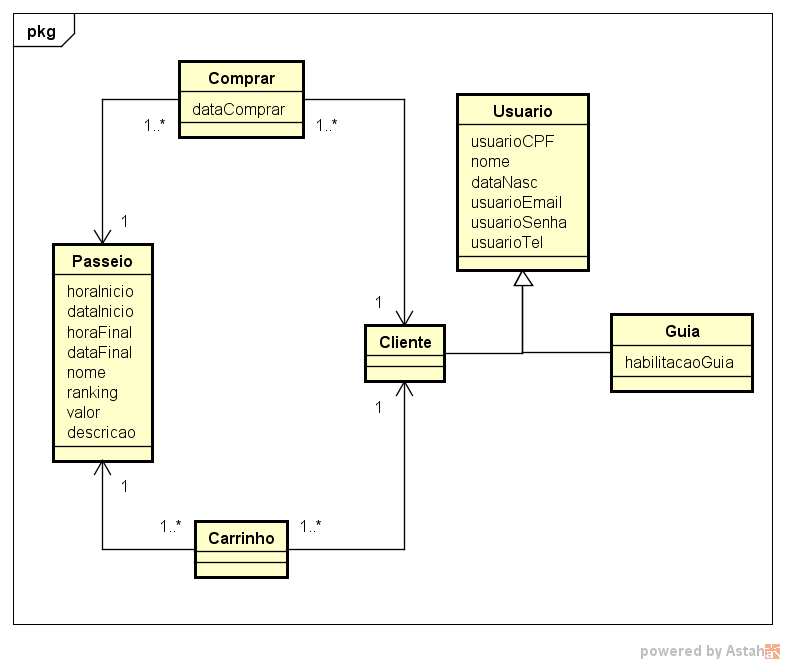 pkg
Comprar
dataComprar
1..*
1..*
1
Passeio
horaInicio
dataInicio
horaFinal
dataFinal
nome
ranking
valor
descricao
1
Usuario
usuarioCPF
nome
dataNasc
usuarioEmail
usuarioSenha
usuarioTel
1
Cliente
1
Guia
habilitacaoGuia
1..*
1..*
Carrinho
powered by Astah